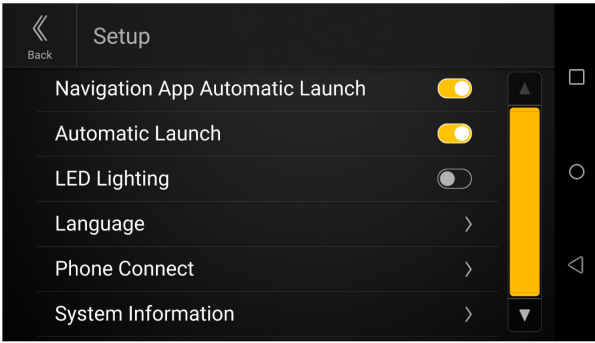 Back
Setup
Navigation App Automatic Launch
Automatic Launch
LED Lighting
Language
Phone Connect
System Information